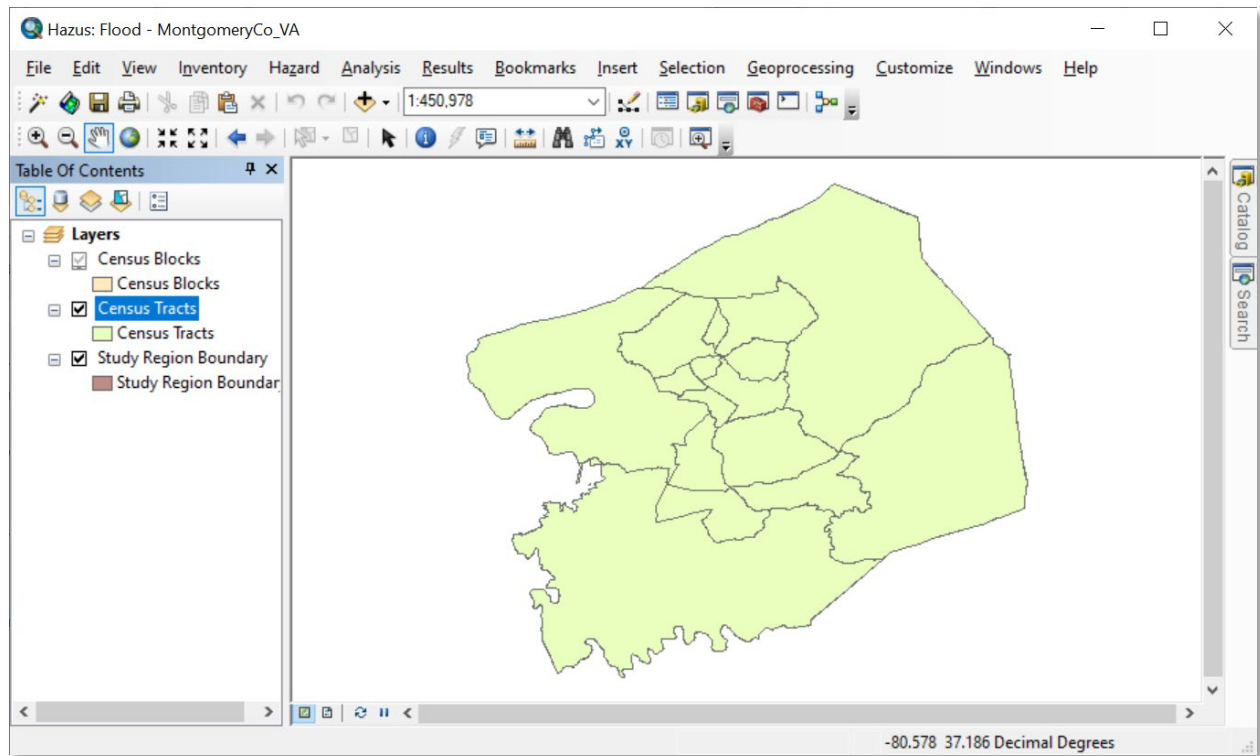 Hazus: Flood - MontgomeryCo_VA
File Edit View Inventory Hazard Analysis Results Bookmarks Insert Selection Geoprocessing Customize Windows Help
1:450,978
XY
Table Of Contents
Layers
Census Blocks
Census Blocks
Census Tracts
Census Tracts
Study Region Boundary
Study Region Boundar
Catalog
Search
-80.578 37.186 Decimal Degrees